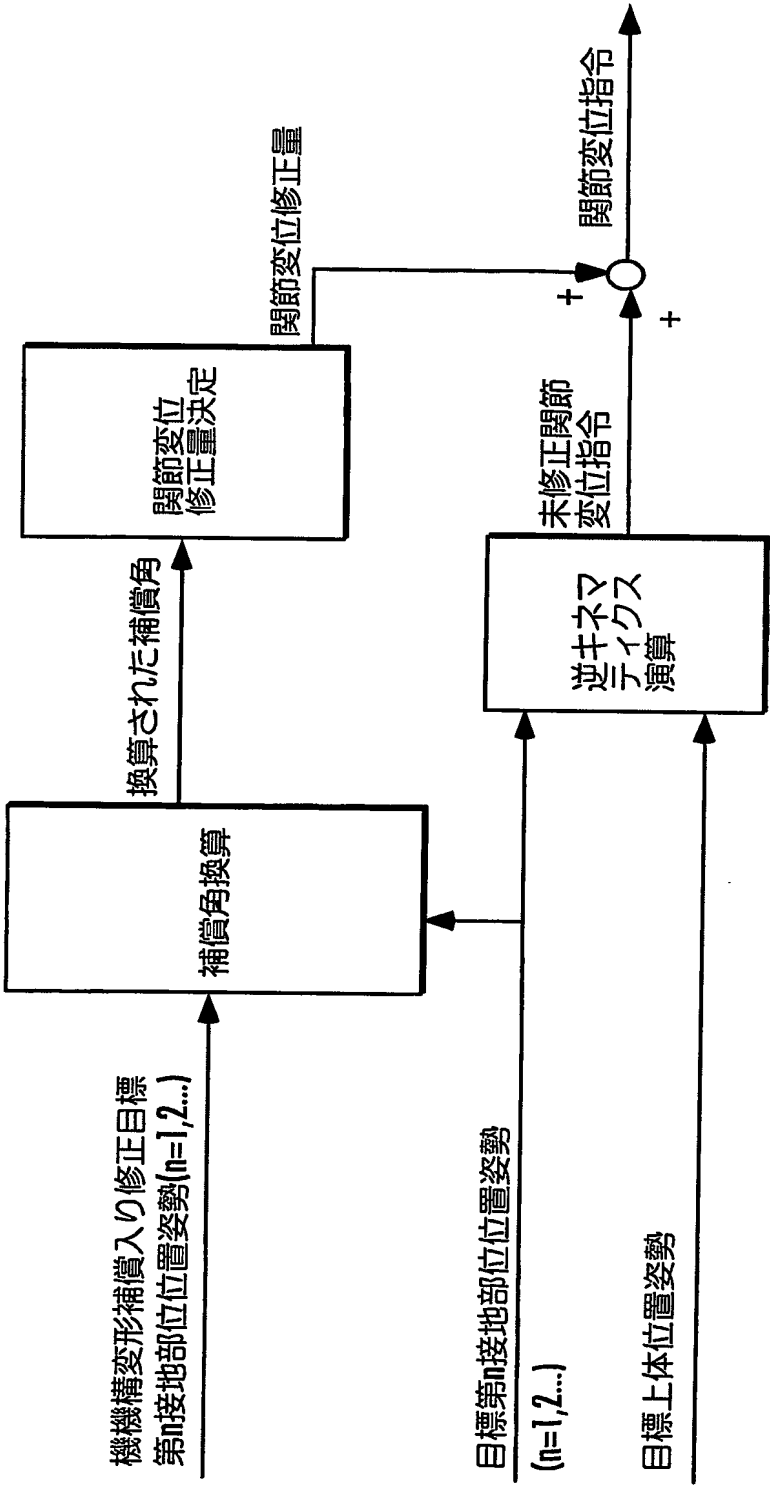 機機構変形補償入り修正目標
第n接地部位位置姿勢(n=1,2...)
補償角換算
換算された補償角
関節変位
修正量決定
関節変位修正量
目標第n接地部位位置姿勢
(n=1,2...)
目標上体位置姿勢
逆キネマ
ティクス
演算
未修正関節
変位指令
+
+
関節変位指令